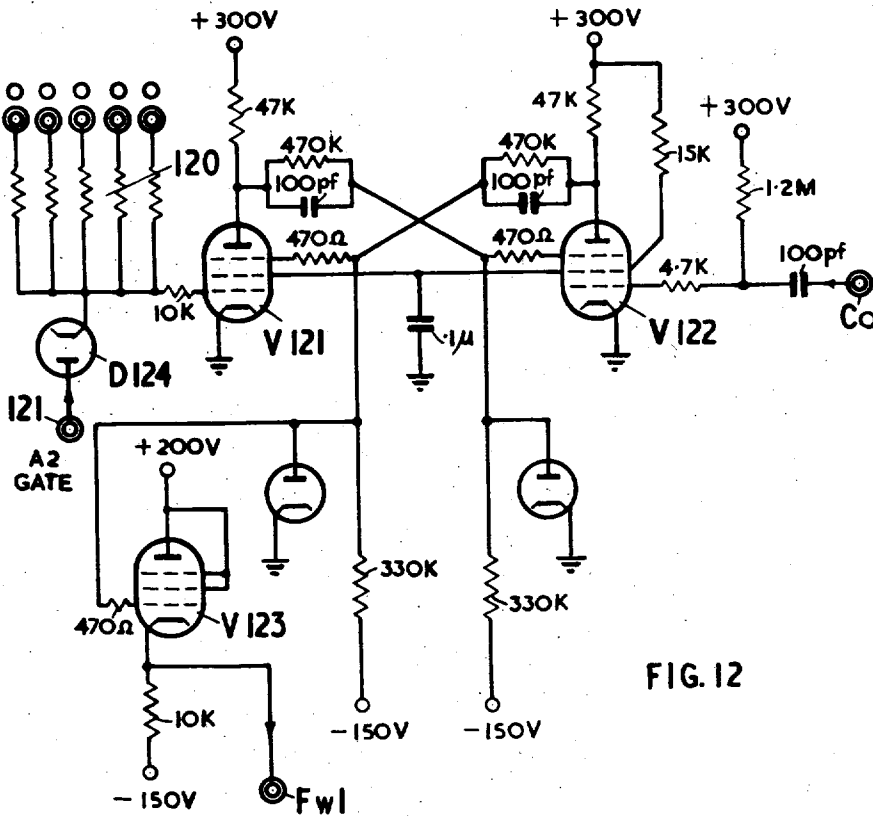 +300V
+300V
47K
47K
+300V
470K
470K
15K
120
100pf
100pf
1.2M
470Ω
470Ω
4.7K
100pf
10K
V121
.1μ
V122
Co
D124
121
A2
GATE
+200V
330K
330K
470Ω
V123
FIG. 12
10K
-150V
-150V
-150V
Fw1